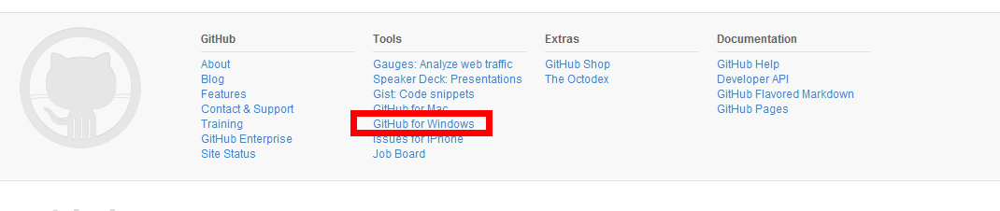 GitHub
About
Blog
Features
Contact & Support
Training
GitHub Enterprise
Site Status
Tools
Gauges: Analyze web traffic
Speaker Deck: Presentations
Gist: Code snippets
GitHub for Mac
GitHub for Windows
Issues for iPhone
Job Board
Extras
GitHub Shop
The Octodex
Documentation
GitHub Help
Developer API
GitHub Flavored Markdown
GitHub Pages